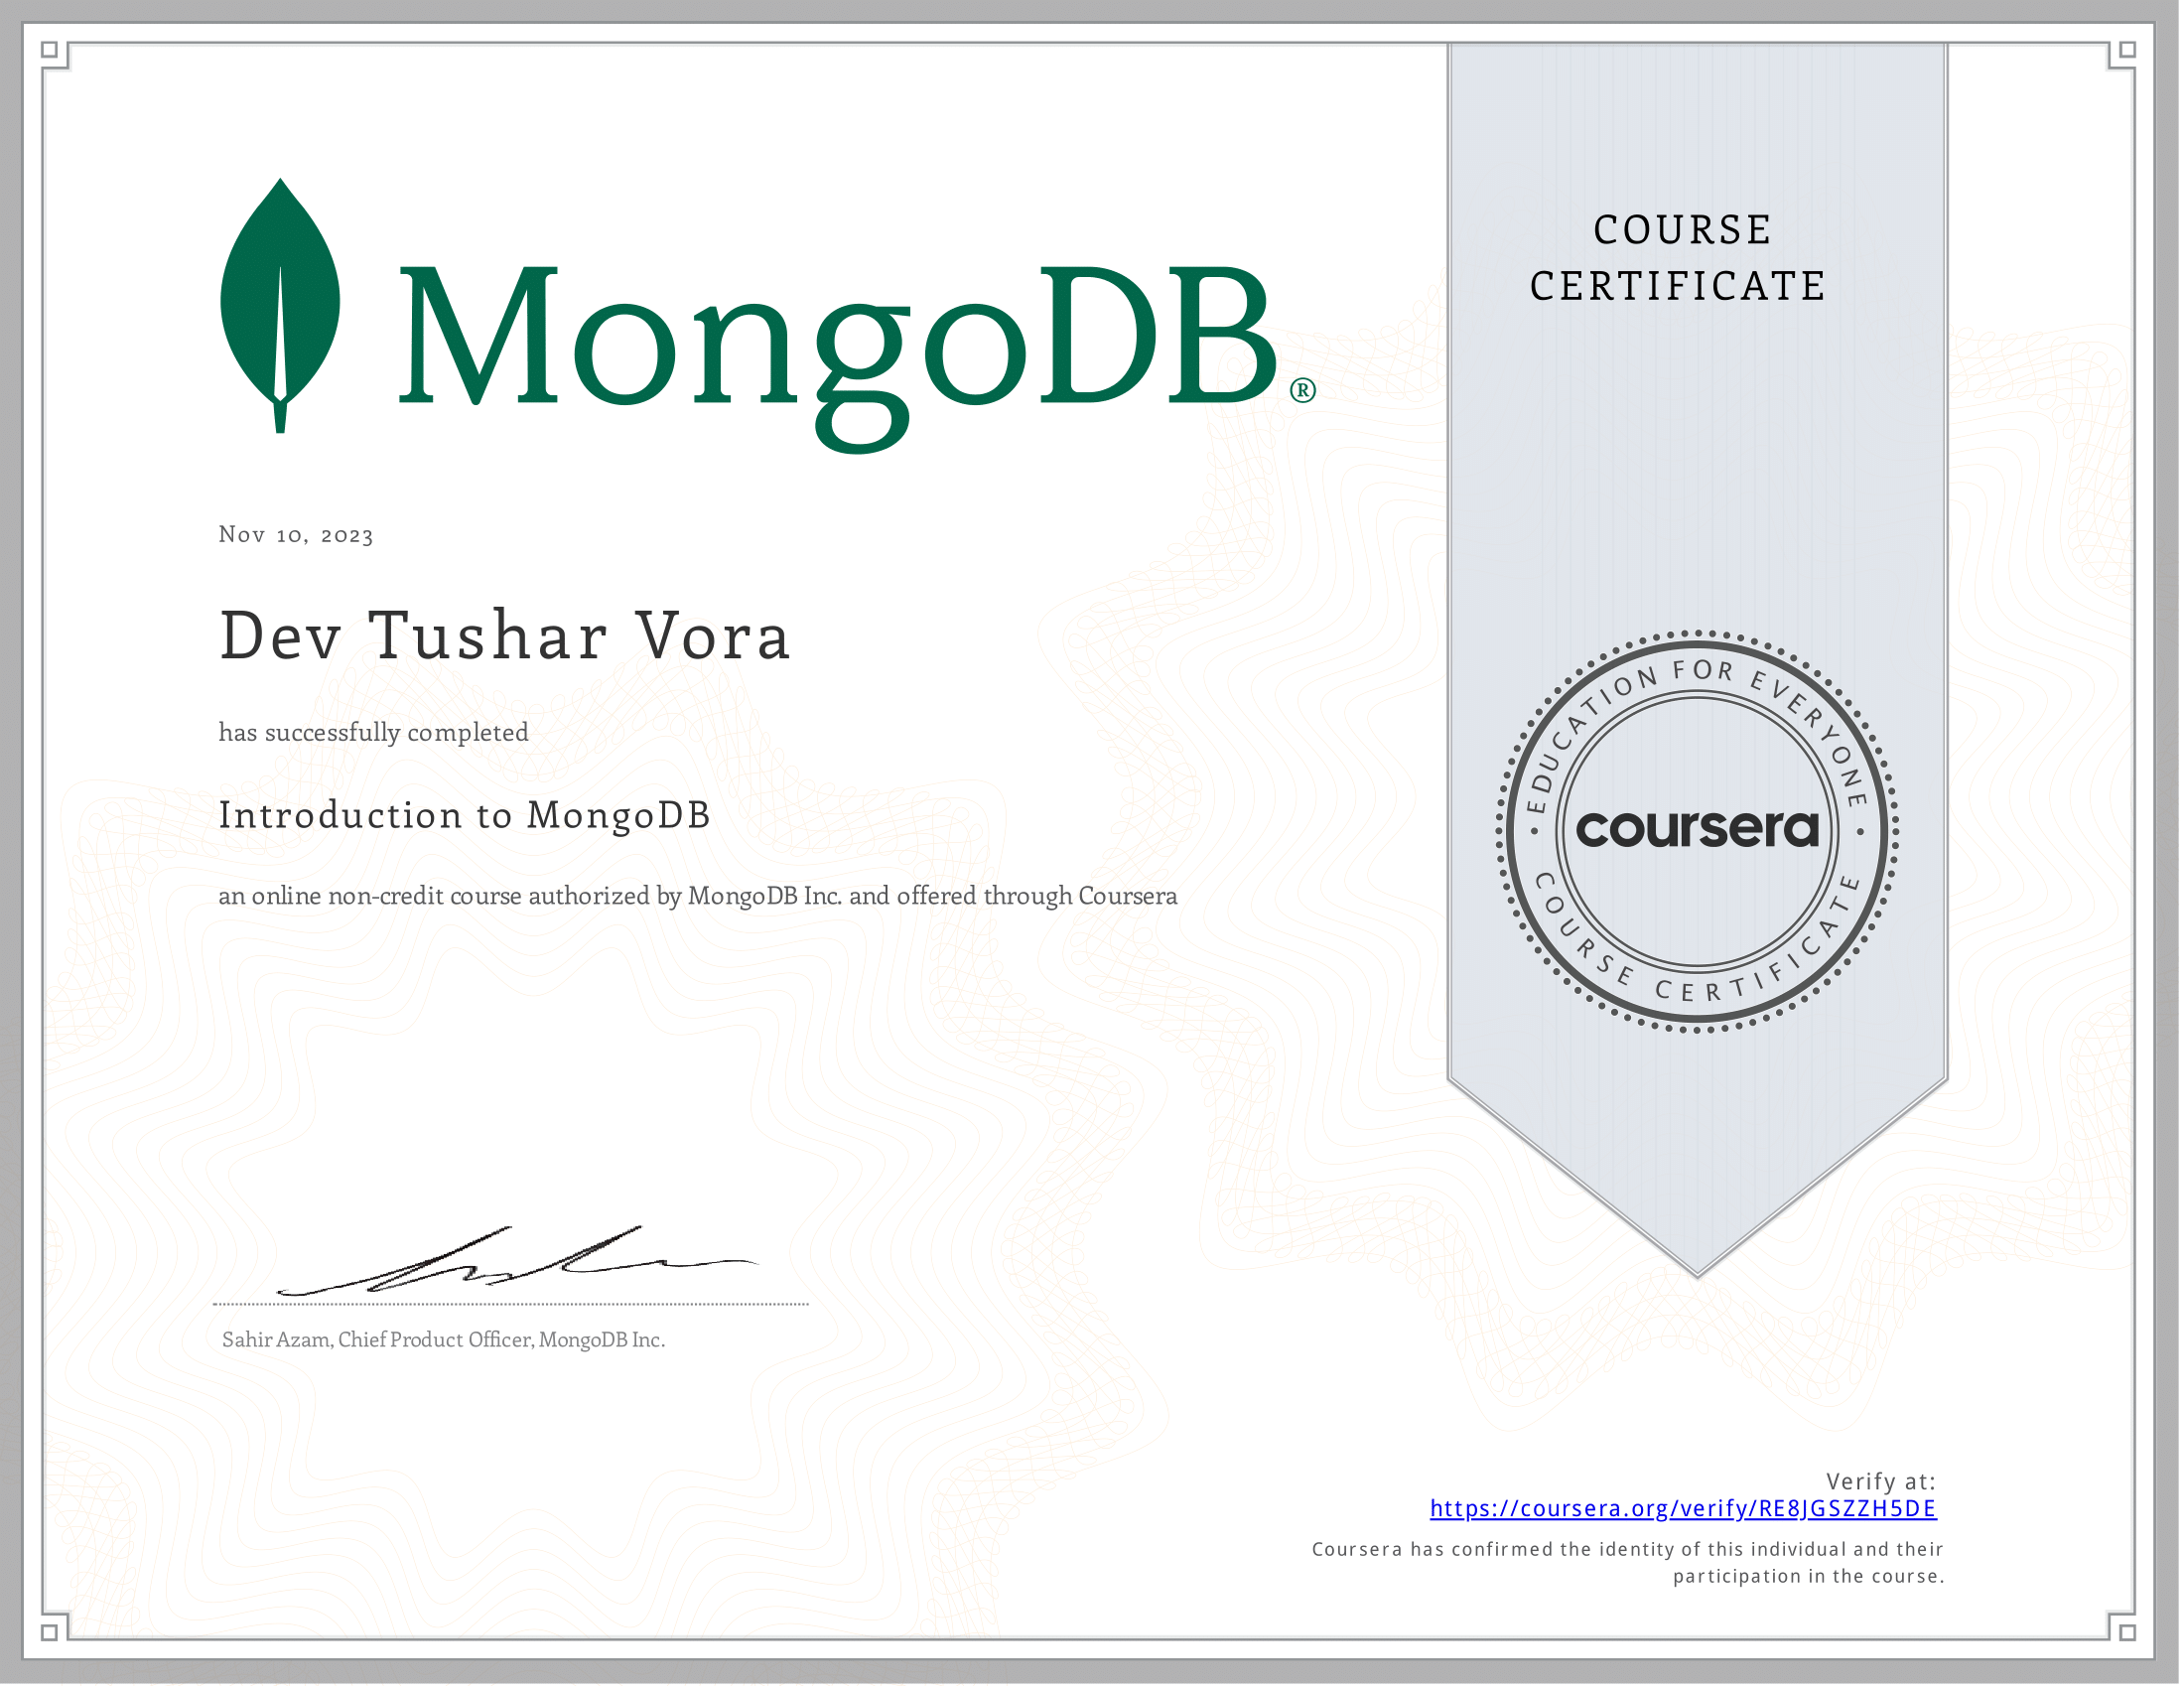 MongoDB®
COURSE
CERTIFICATE
Nov 10, 2023
Dev Tushar Vora
has successfully completed
Introduction to MongoDB
an online non-credit course authorized by MongoDB Inc. and offered through Coursera
EDUCATION FOR EVERYONE
coursera
COURSE CERTIFICATE
Sahir Azam, Chief Product Officer, MongoDB Inc.
Verify at:
https://coursera.org/verify/RE8JGSZZH5DE
Coursera has confirmed the identity of this individual and their
participation in the course.